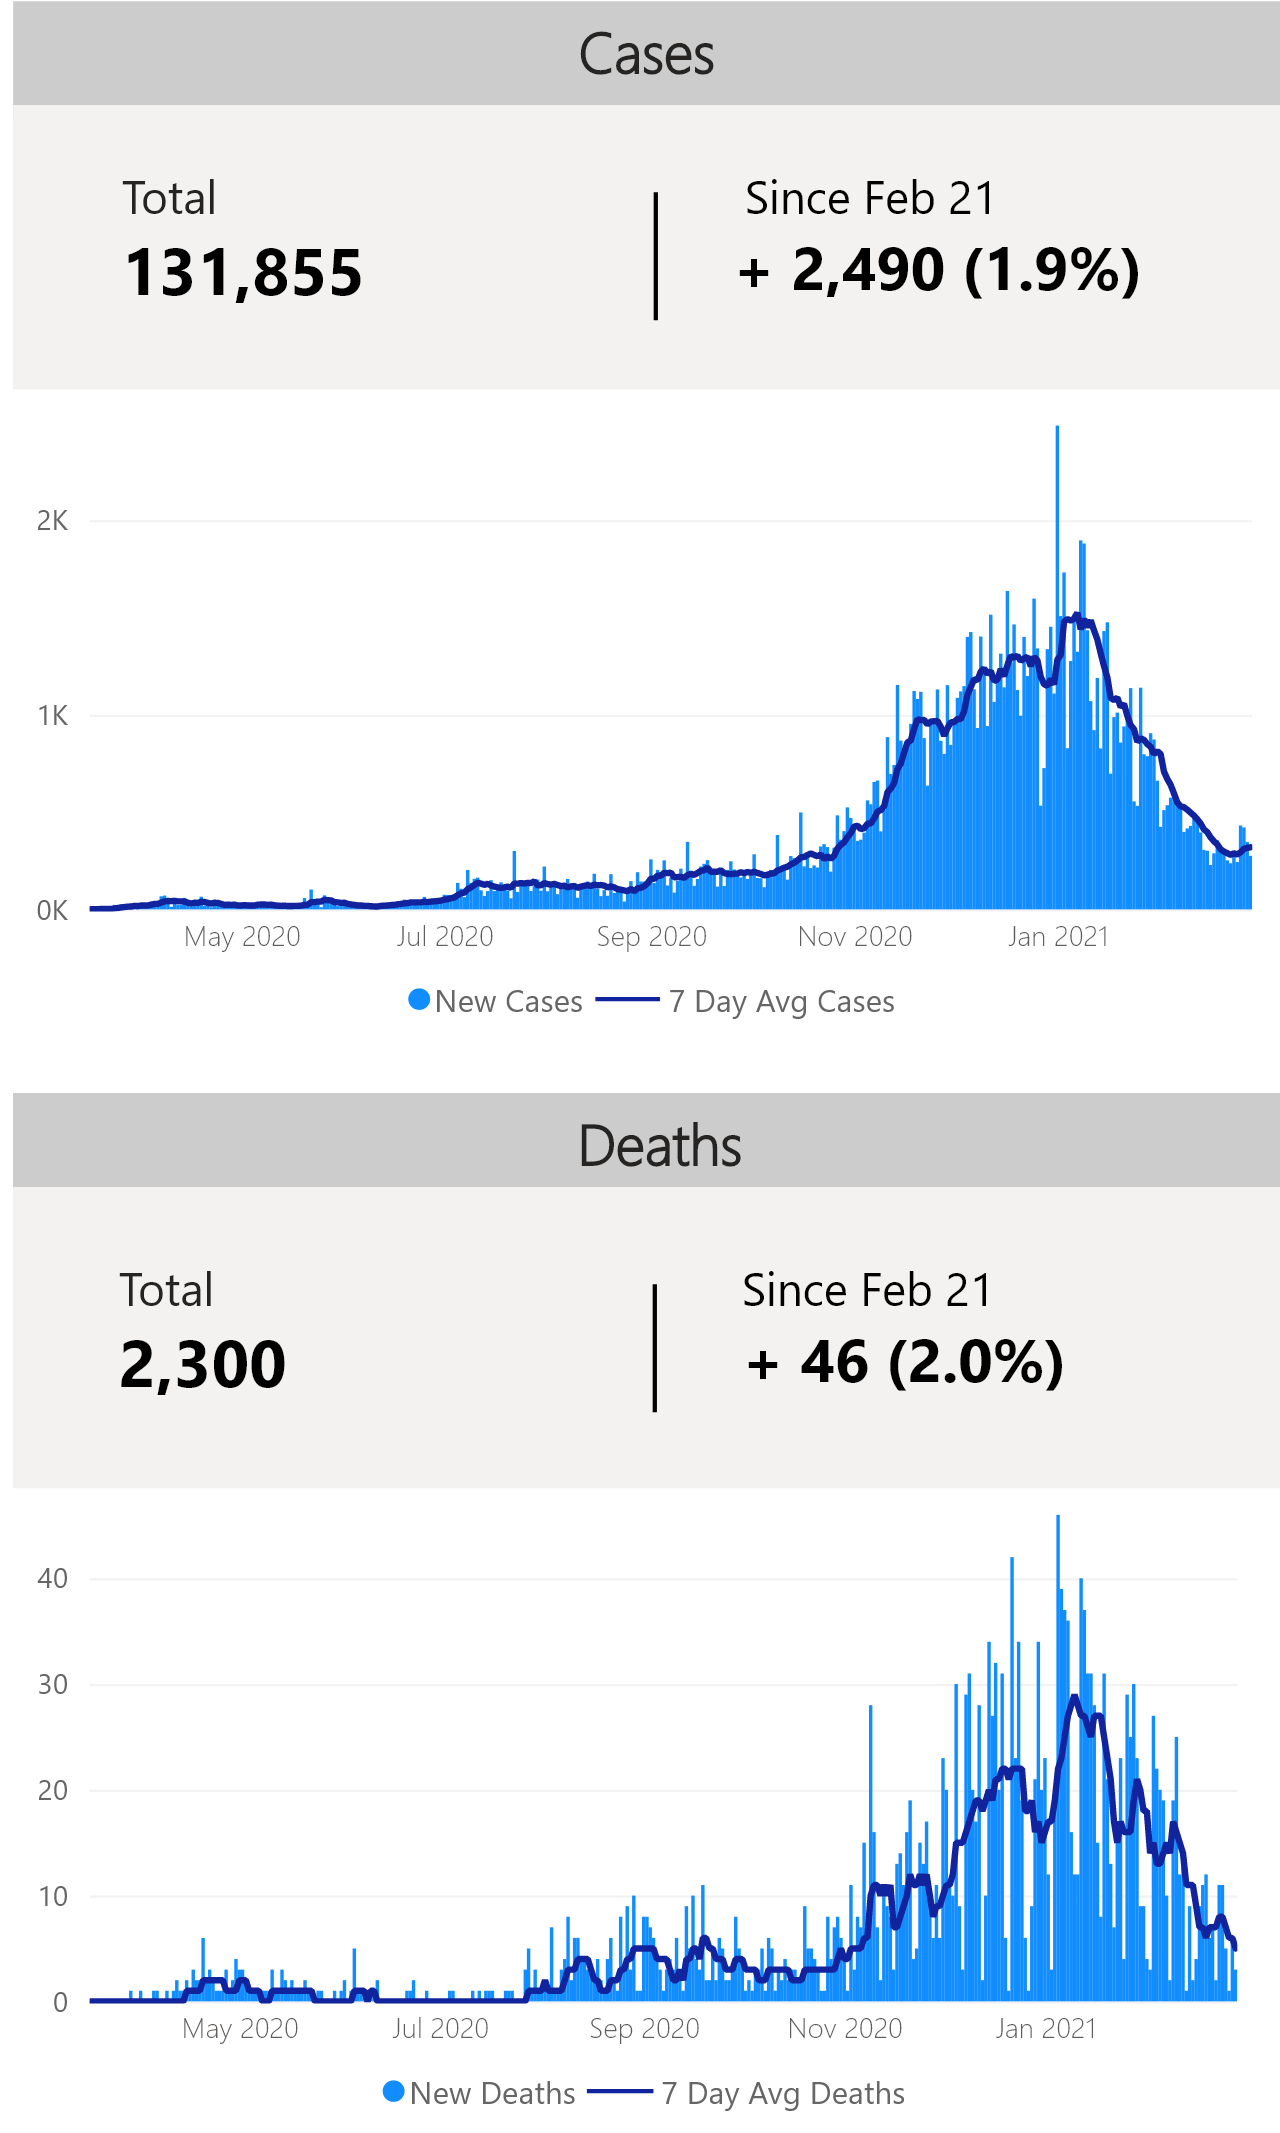 Cases
Total
Since Feb 21
131,855
+ 2,490 (1.9%)
2K
1K
0K
May 2020
Jul 2020
Sep 2020
Nov 2020
Jan 2021
New Cases
7 Day Avg Cases
Deaths
Total
Since Feb 21
2,300
+ 46 (2.0%)
40
30
20
10
0
May 2020
Jul 2020
Sep 2020
Nov 2020
Jan 2021
New Deaths
7 Day Avg Deaths